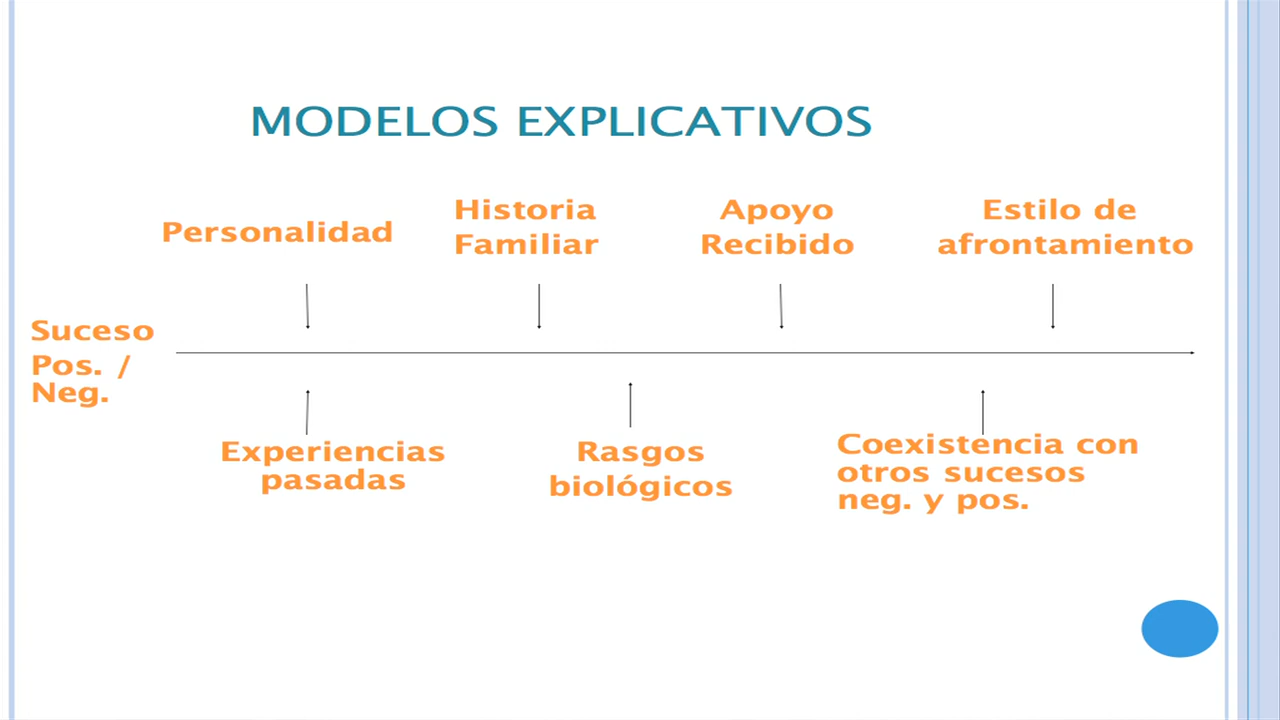 MODELOS EXPLICATIVOS
Personalidad
Historia
Familiar
Apoyo
Recibido
Estilo de
afrontamiento
Suceso
Pos. /
Neg.
Experiencias
pasadas
Rasgos
biológicos
Coexistencia con
otros sucesos
neg. y pos.